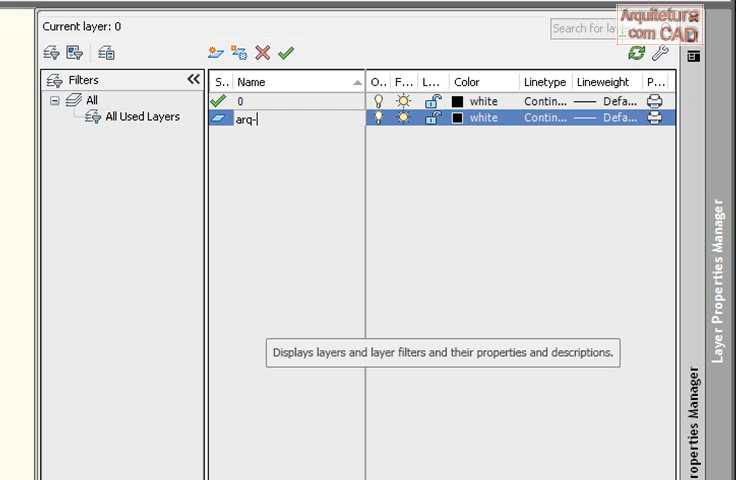 Current layer: 0
Search for la
Arquitetura
com CAD
Filters
All
All Used Layers
S.. Name O.. F... L... Color Linetype Lineweight P...
0 white Contin... Defa...
arq- white Contin... Defa...
Displays layers and layer filters and their properties and descriptions.
Layer Properties Manager
roperties Manager